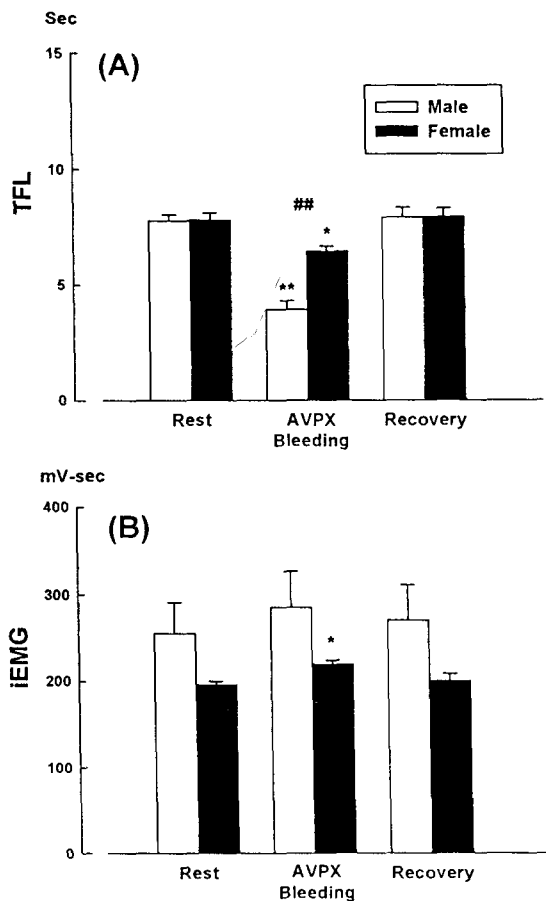 Sec
15
(A)
Male
Female
10
TFL
##
*
**
5
0
Rest
AVPX
Bleeding
Recovery
mV-sec
400
(B)
300
*
iEMG
200
100
0
Rest
AVPX
Bleeding
Recovery